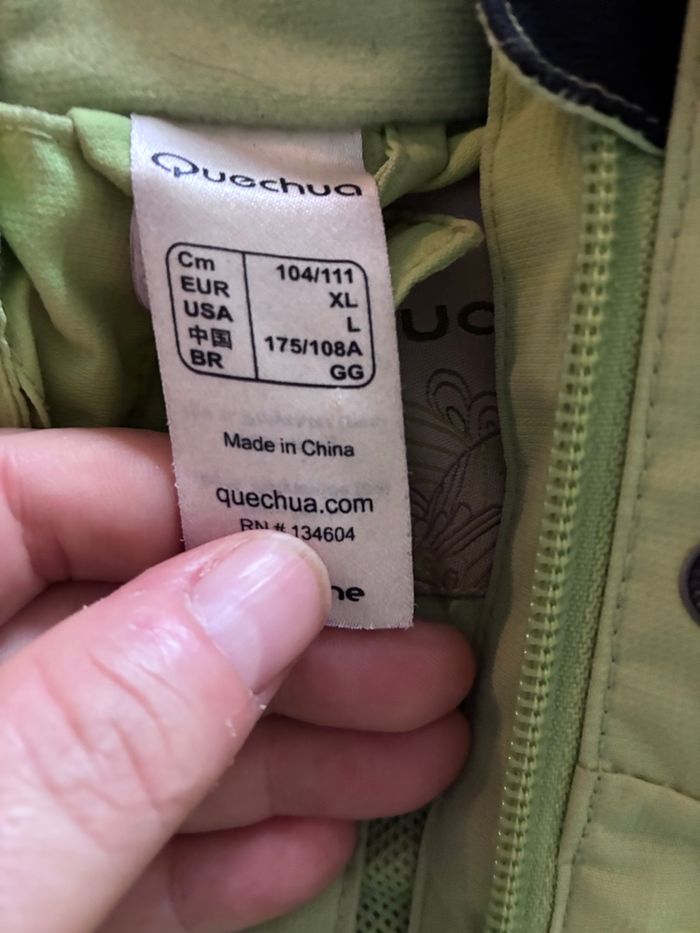 Quechua
Cm 104/111
EUR XL
USA L
中国 175/108A
BR GG
Made in China
quechua.com
RN # 134604